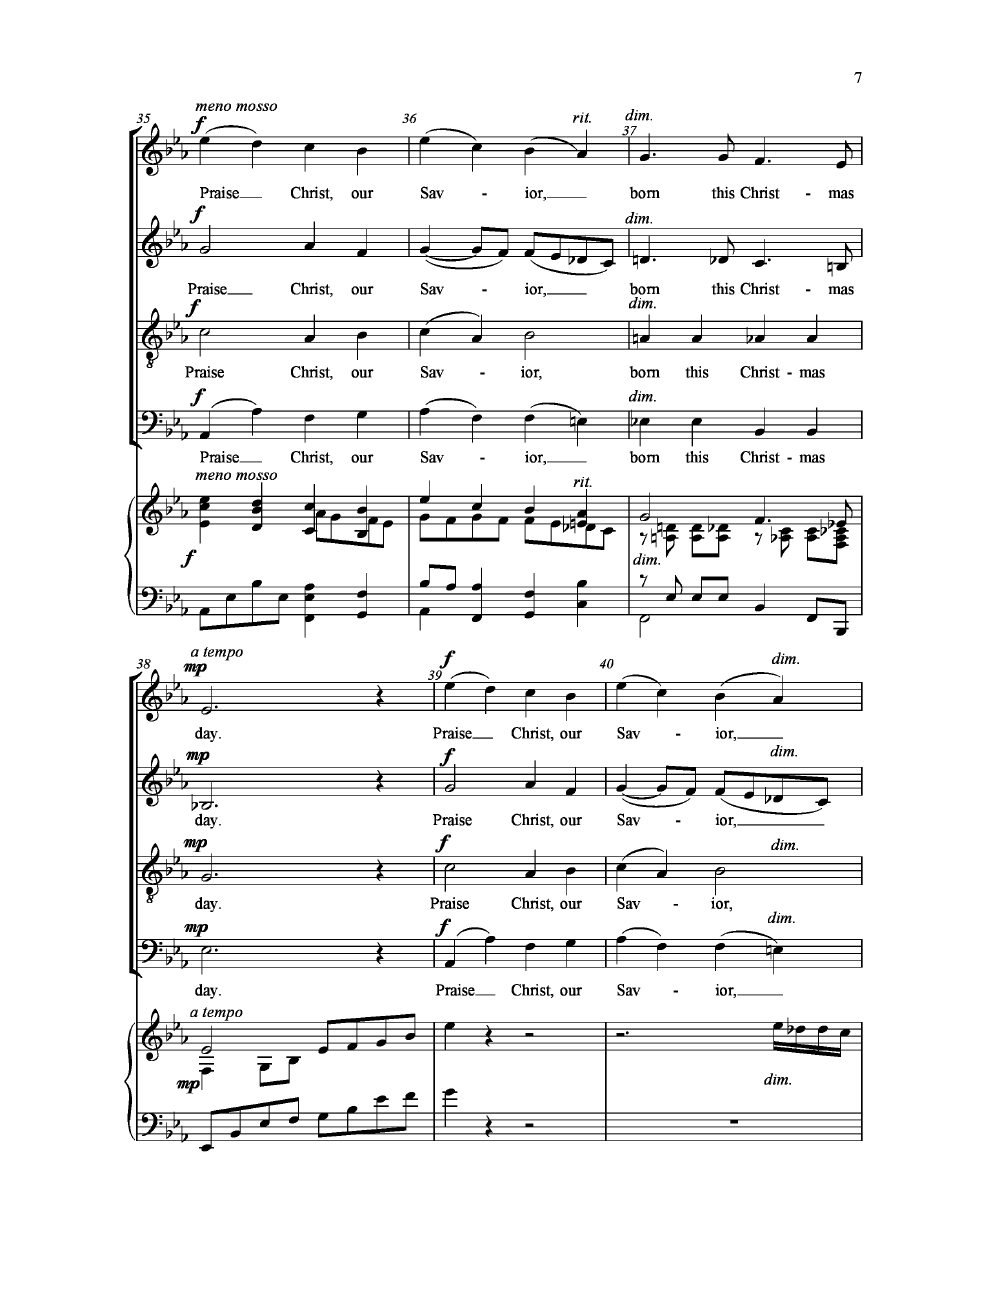 7
35 meno mosso 36 rit. dim. 37
f
Praise Christ, our Sav - ior, born this Christ - mas
f dim.
Praise Christ, our Sav - ior, born this Christ - mas
f dim.
Praise Christ, our Sav - ior, born this Christ - mas
f dim.
Praise Christ, our Sav - ior, born this Christ - mas
meno mosso rit.
f dim.
38 a tempo 39 40 dim.
mp f
day. Praise Christ, our Sav - ior,
mp f dim.
day. Praise Christ, our Sav - ior,
mp f dim.
day. Praise Christ, our Sav - ior,
mp f dim.
day. Praise Christ, our Sav - ior,
a tempo
mp dim.